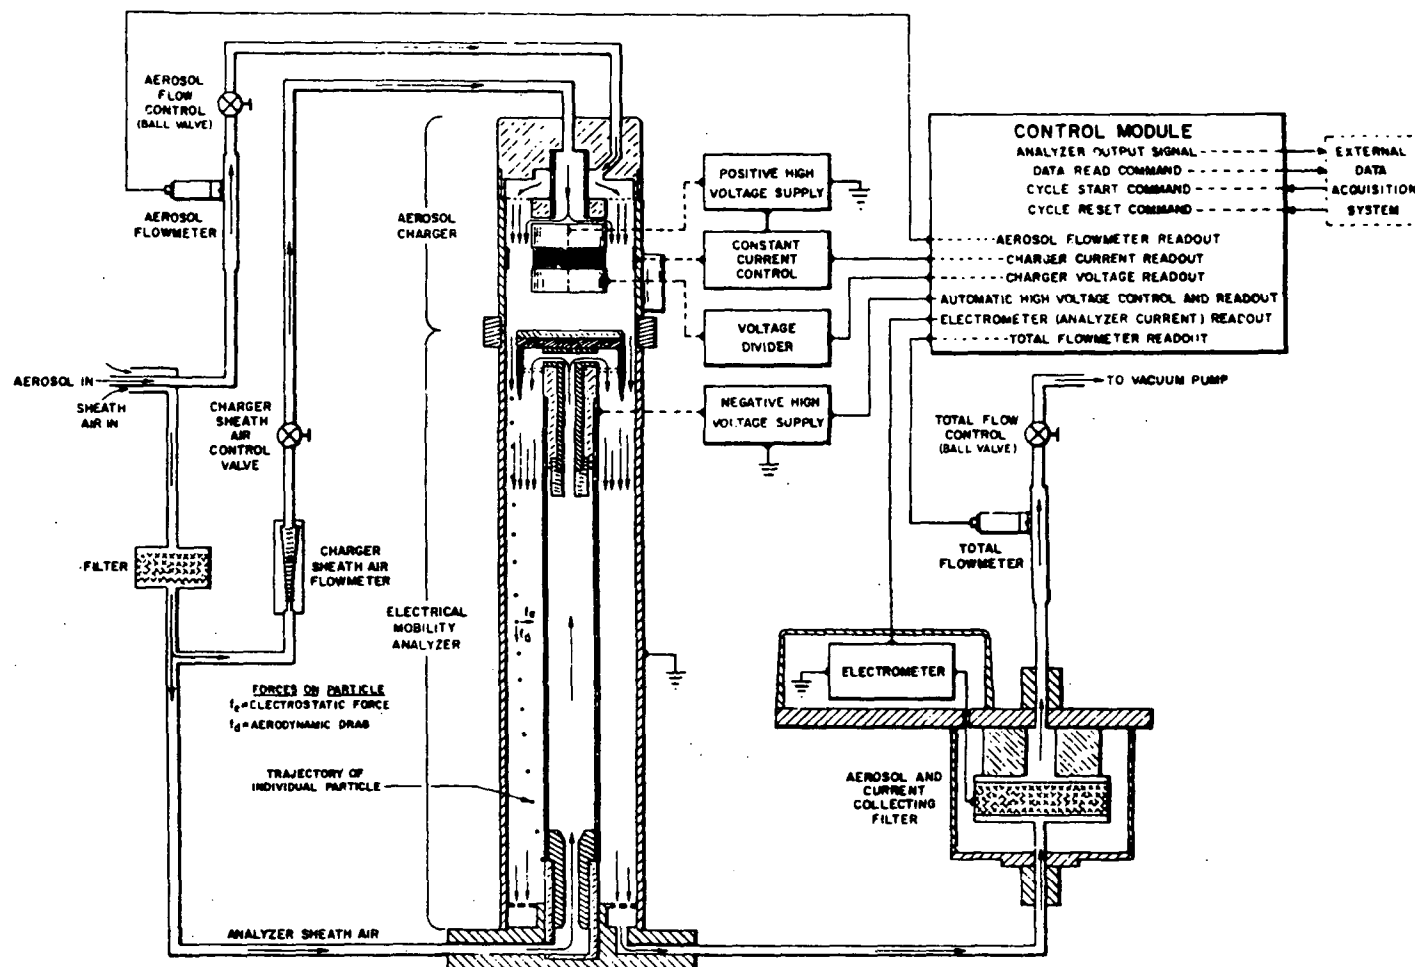 AEROSOL
FLOW
CONTROL
(BALL VALVE)
AEROSOL
FLOWMETER
AEROSOL IN
SHEATH
AIR IN
CHARGER
SHEATH
AIR
CONTROL
VALVE
FILTER
CHARGER
SHEATH AIR
FLOWMETER
AEROSOL
CHARGER
ELECTRICAL
MOBILITY
ANALYZER
FORCES ON PARTICLE
fe=ELECTROSTATIC FORCE
fd=AERODYNAMIC DRAG
fe
fd
TRAJECTORY OF
INDIVIDUAL PARTICLE
ANALYZER SHEATH AIR
POSITIVE HIGH
VOLTAGE SUPPLY
CONSTANT
CURRENT
CONTROL
VOLTAGE
DIVIDER
NEGATIVE HIGH
VOLTAGE SUPPLY
CONTROL MODULE
ANALYZER OUTPUT SIGNAL
DATA READ COMMAND
CYCLE START COMMAND
CYCLE RESET COMMAND
AEROSOL FLOWMETER READOUT
CHARGER CURRENT READOUT
CHARGER VOLTAGE READOUT
AUTOMATIC HIGH VOLTAGE CONTROL AND READOUT
ELECTROMETER (ANALYZER CURRENT) READOUT
TOTAL FLOWMETER READOUT
EXTERNAL
DATA
ACQUISITION
SYSTEM
TO VACUUM PUMP
TOTAL FLOW
CONTROL
(BALL VALVE)
TOTAL
FLOWMETER
ELECTROMETER
AEROSOL AND
CURRENT
COLLECTING
FILTER